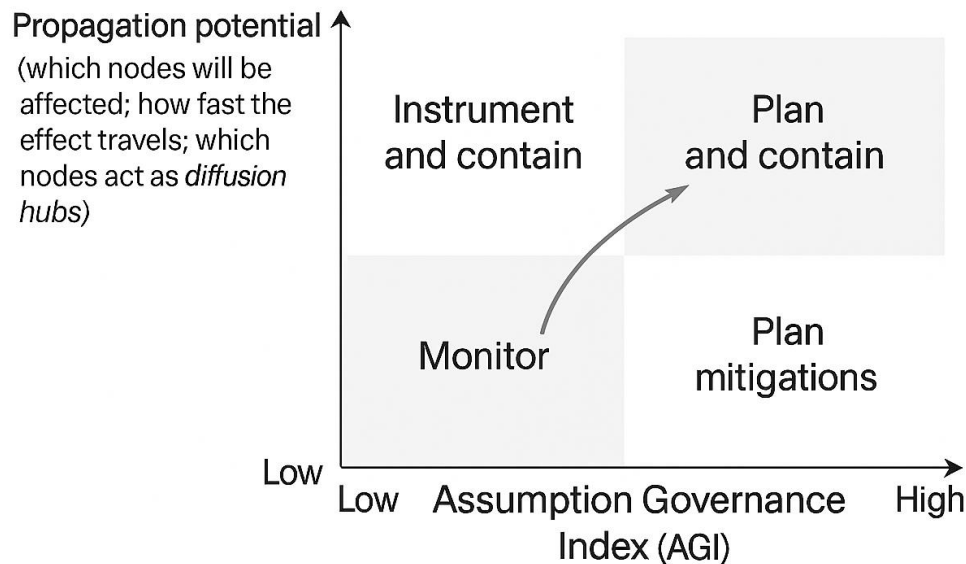 Propagation potential
(which nodes will be
affected; how fast the
effect travels; which
nodes act as diffusion
hubs)
Instrument
and contain
Plan
and contain
Monitor
Plan
mitigations
Low
Low
Assumption Governance
Index (AGI)
High